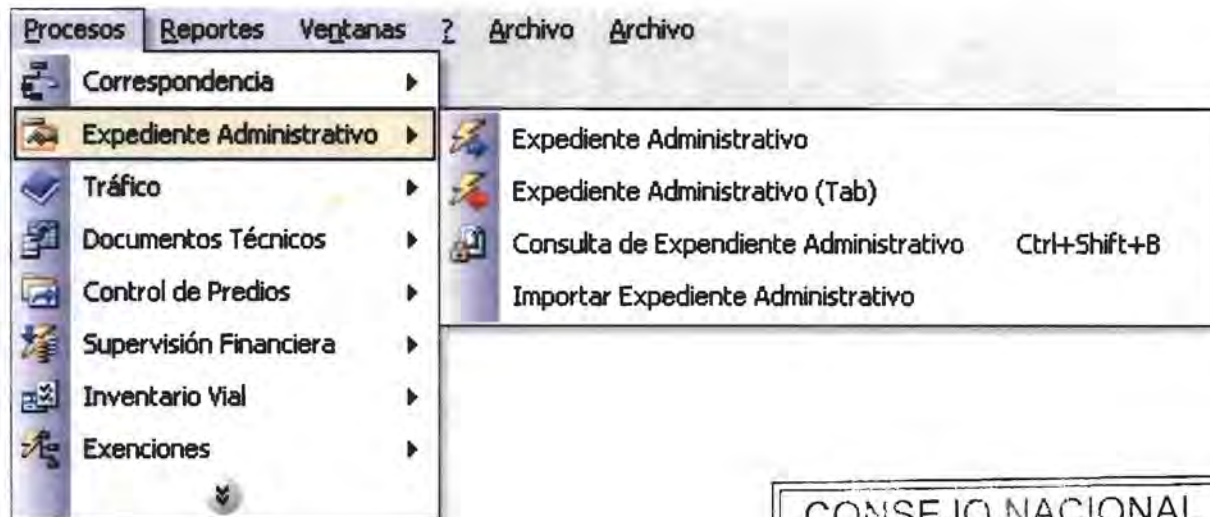 Procesos Reportes Ventanas ? Archivo Archivo
Correspondencia
Expediente Administrativo
Tráfico
Documentos Técnicos
Control de Predios
Supervisión Financiera
Inventario Vial
Exenciones
Expediente Administrativo
Expediente Administrativo (Tab)
Consulta de Expendiente Administrativo Ctrl+Shift+B
Importar Expediente Administrativo
CONSEJO NACIONAL